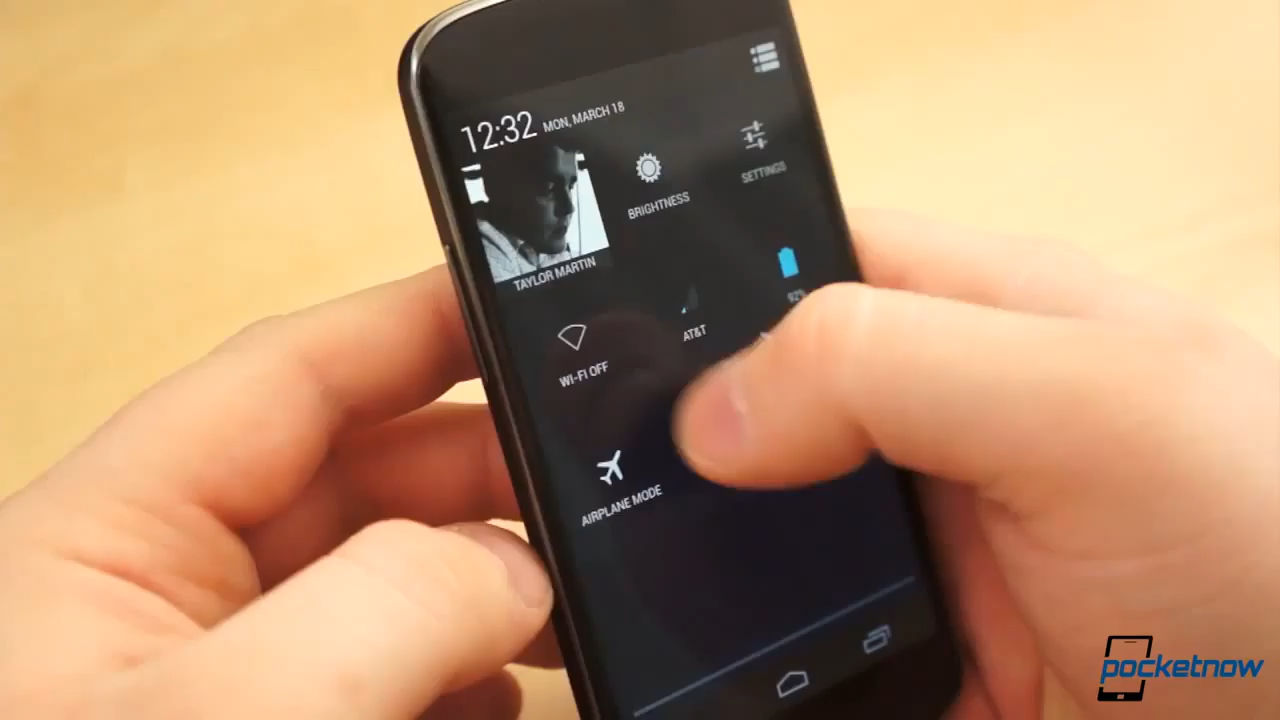 12:32 MON, MARCH 18
BRIGHTNESS
SETTINGS
TAYLOR MARTIN
WI-FI OFF
AT&T
AIRPLANE MODE
pocketnow